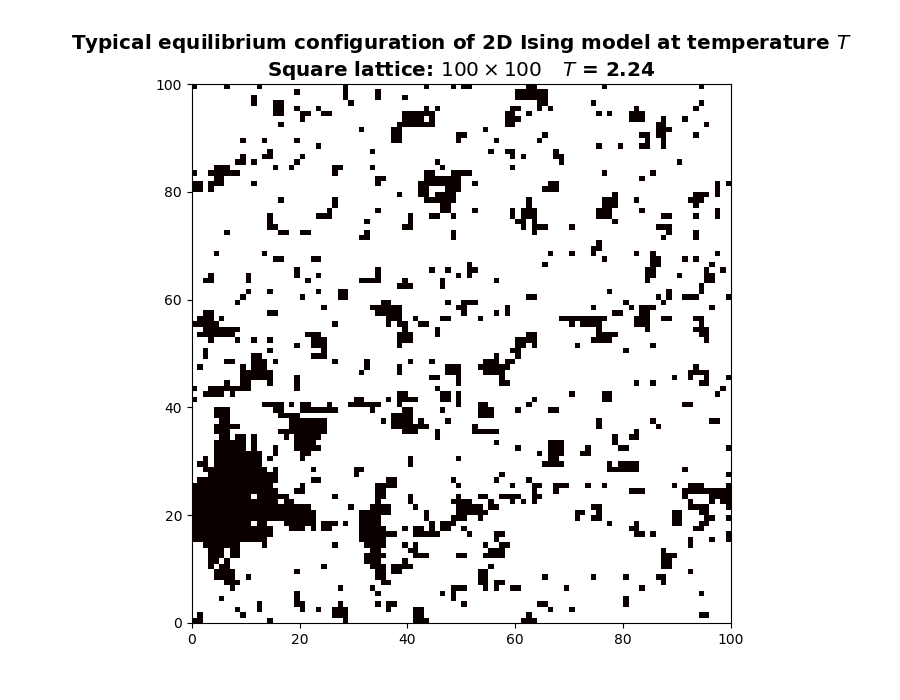 Typical equilibrium configuration of 2D Ising model at temperature T
Square lattice: 100 × 100 T = 2.24
100
80
60
40
20
0
0 20 40 60 80 100